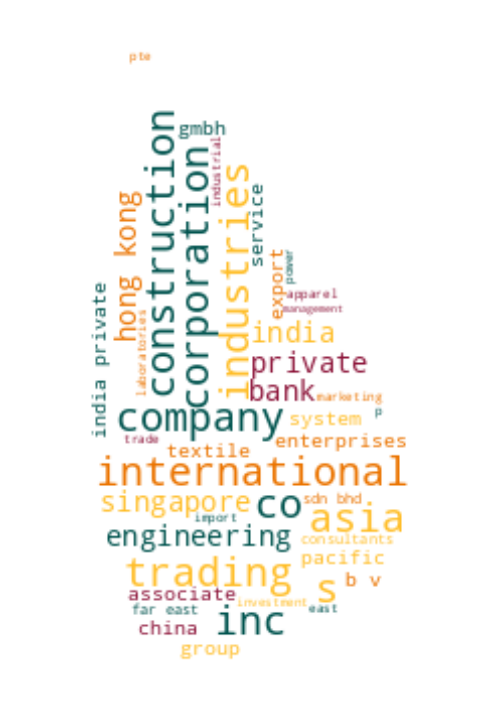 pte
construction
gmbh
corporation
industrial
industries
service
hong kong
export
power
india private
apparel
management
laboratories
india
private
bank
marketing
company
p
system
trade
enterprises
textile
international
singapore
co
sdn bhd
asia
import
engineering
consultants
pacific
trading
b v
s
associate
investment
far east
east
inc
china
group